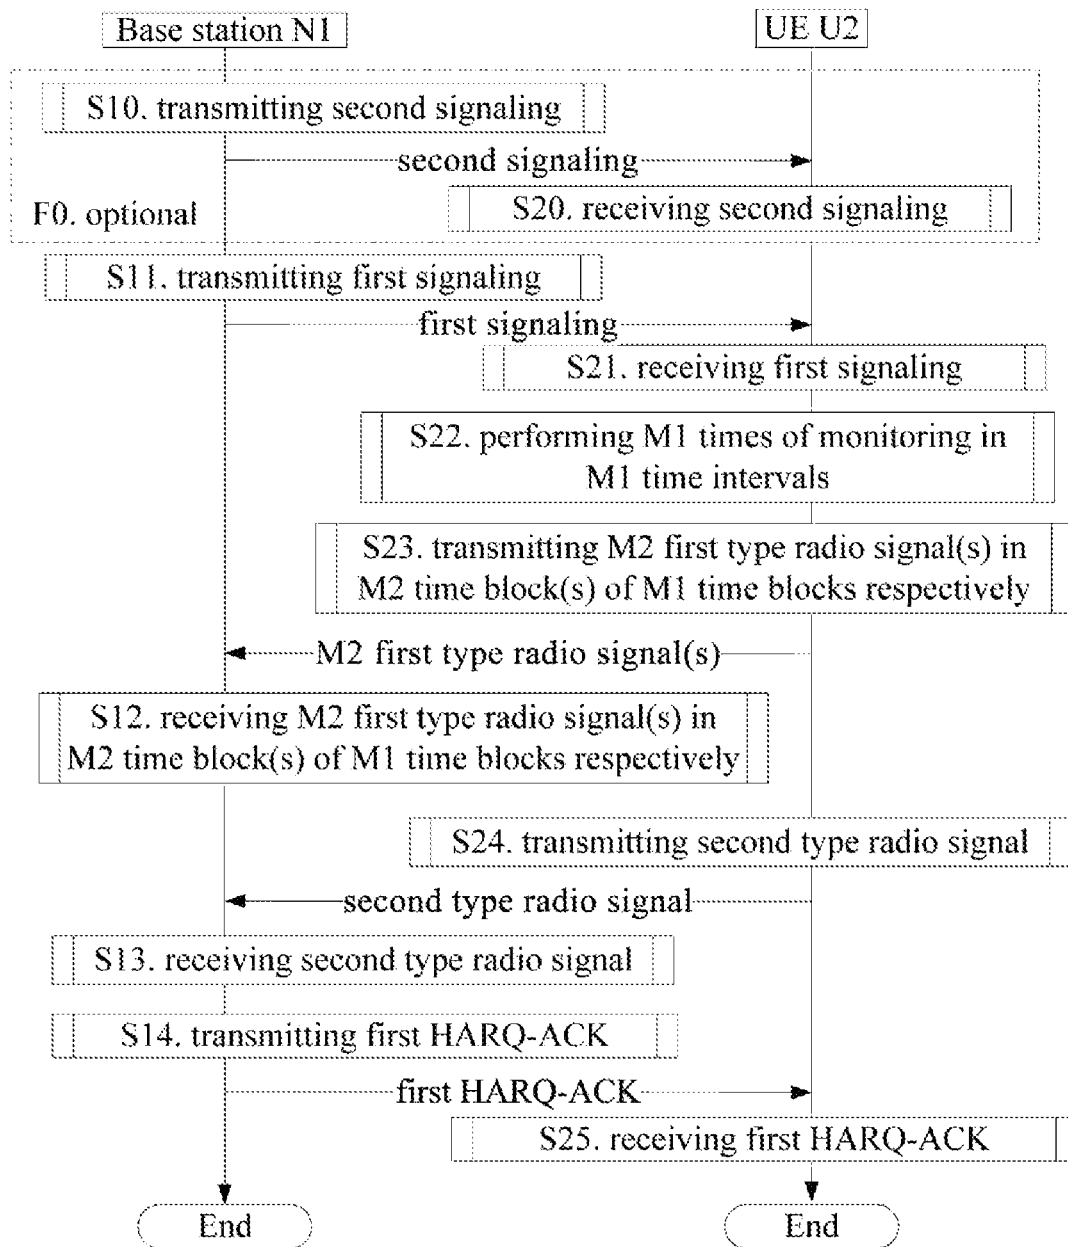 Base station N1
UE U2
S10. transmitting second signaling
second signaling
F0. optional
S20. receiving second signaling
S11. transmitting first signaling
first signaling
S21. receiving first signaling
S22. performing M1 times of monitoring in
M1 time intervals
S23. transmitting M2 first type radio signal(s) in
M2 time block(s) of M1 time blocks respectively
M2 first type radio signal(s)
S12. receiving M2 first type radio signal(s) in
M2 time block(s) of M1 time blocks respectively
S24. transmitting second type radio signal
second type radio signal
S13. receiving second type radio signal
S14. transmitting first HARQ-ACK
first HARQ-ACK
S25. receiving first HARQ-ACK
End
End